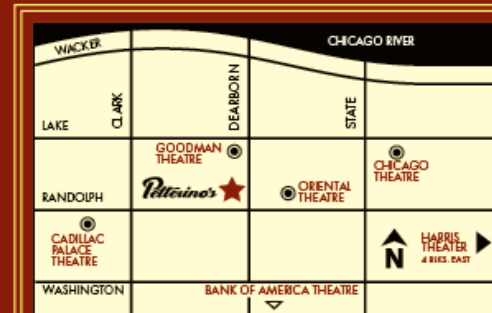 WACKER
CHICAGO RIVER
CLARK
DEARBORN
STATE
LAKE
GOODMAN
THEATRE
CHICAGO
THEATRE
Petterino's
ORIENTAL
THEATRE
RANDOLPH
CADILLAC
PALACE
THEATRE
N
HARRIS
THEATER
4 BLKS. EAST
WASHINGTON
BANK OF AMERICA THEATRE